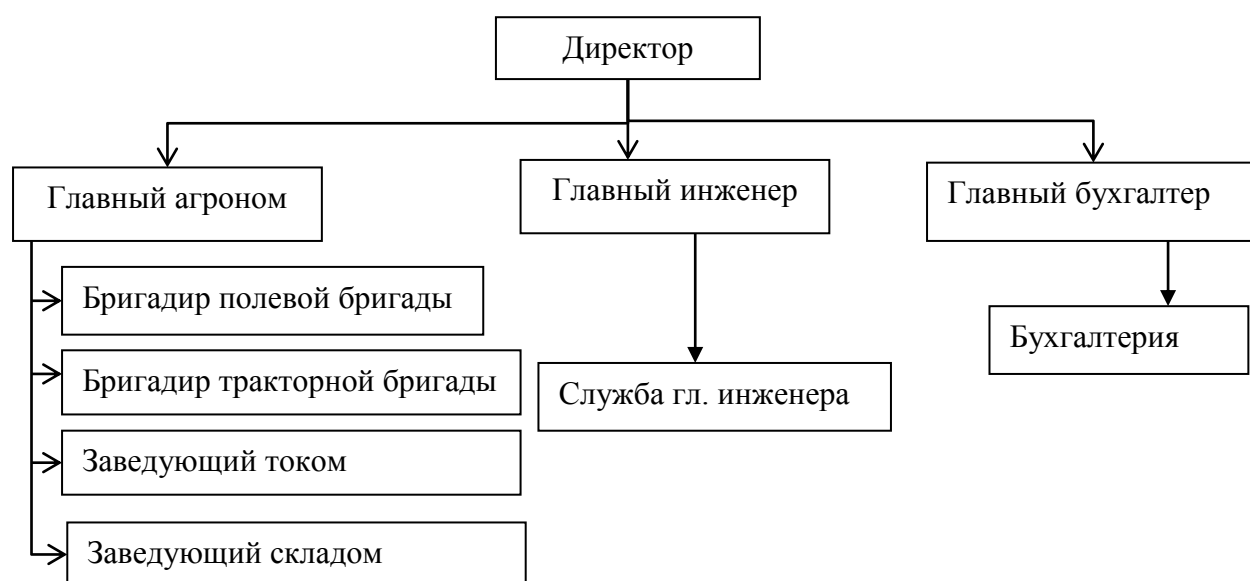 Директор
Главный агроном
Главный инженер
Главный бухгалтер
Бригадир полевой бригады
Бухгалтерия
Бригадир тракторной бригады
Служба гл. инженера
Заведующий током
Заведующий складом